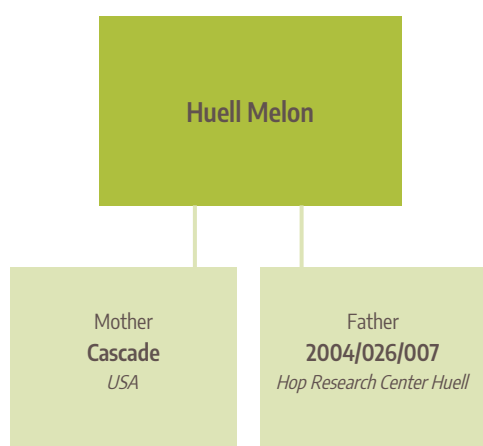 Huell Melon
Mother
Cascade
USA
Father
2004/026/007
Hop Research Center Huell